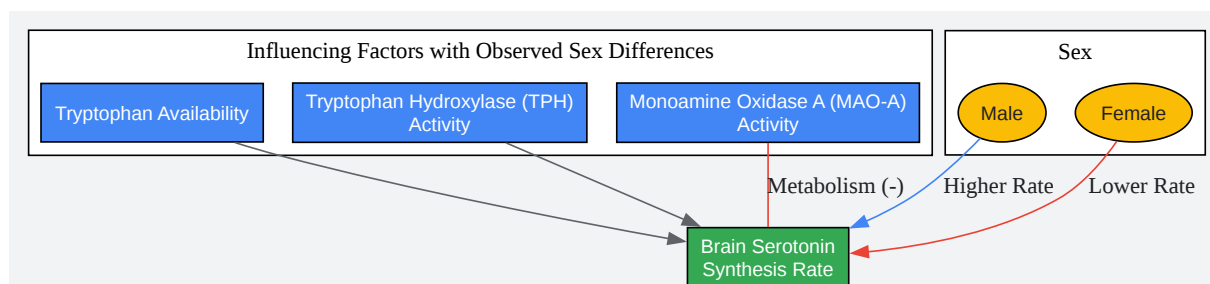 Influencing Factors with Observed Sex Differences
Sex
Tryptophan Availability
Tryptophan Hydroxylase (TPH)
Activity
Monoamine Oxidase A (MAO-A)
Activity
Male
Female
Metabolism (-)
Higher Rate
Lower Rate
Brain Serotonin
Synthesis Rate